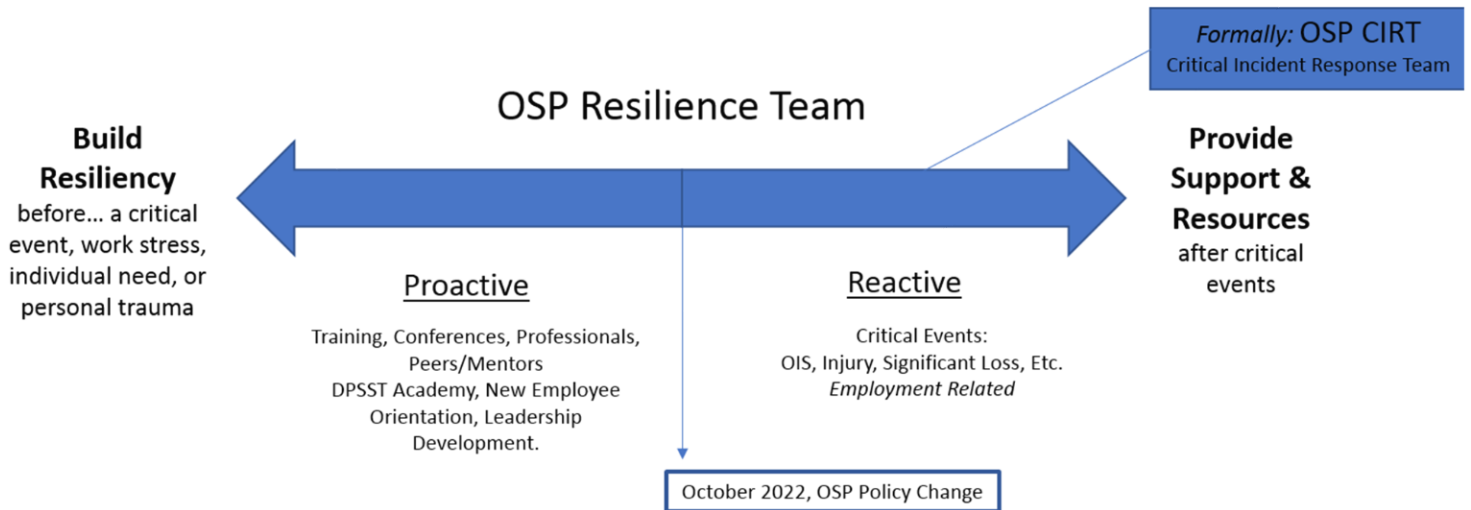 Formally: OSP CIRT
Critical Incident Response Team
OSP Resilience Team
Build
Resiliency
before... a critical
event, work stress,
individual need, or
personal trauma
Provide
Support &
Resources
after critical
events
Proactive
Training, Conferences, Professionals,
Peers/Mentors
DPSST Academy, New Employee
Orientation, Leadership
Development.
Reactive
Critical Events:
OIS, Injury, Significant Loss, Etc.
Employment Related
October 2022, OSP Policy Change